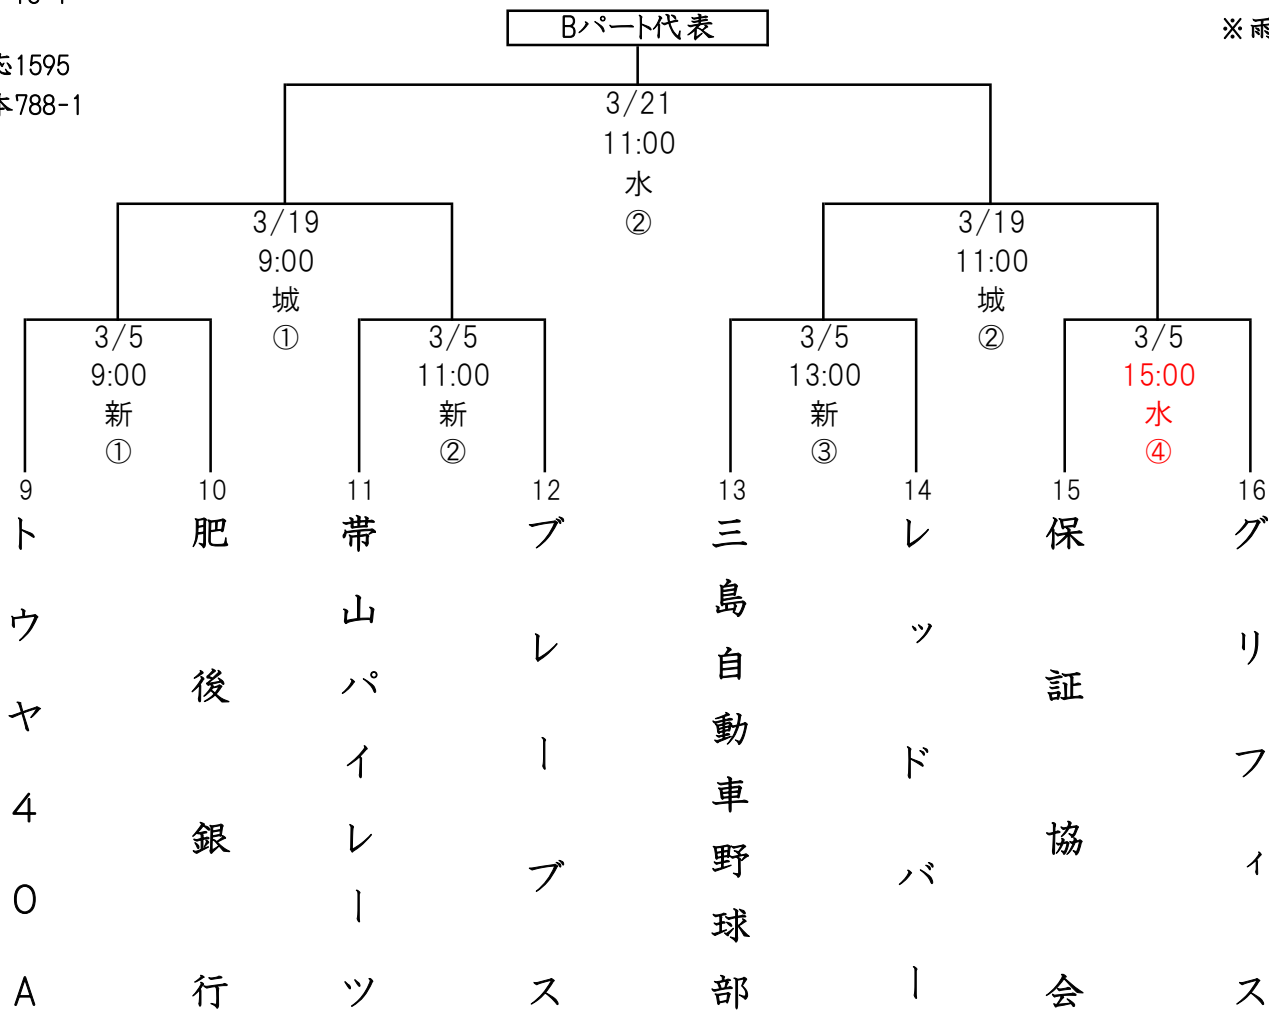 Bパート代表
※雨
1595
本788-1
3/21
11:00
水
②
3/19
9:00
城
①
3/19
11:00
城
②
3/5
9:00
新
①
3/5
11:00
新
②
3/5
13:00
新
③
3/5
15:00
水
④
9
10
11
12
13
14
15
16
トウヤ40A
肥後銀行
帯山パイレーツ
ブレーブス
三島自動車野球部
レッドバー
保証協会
グリフィス